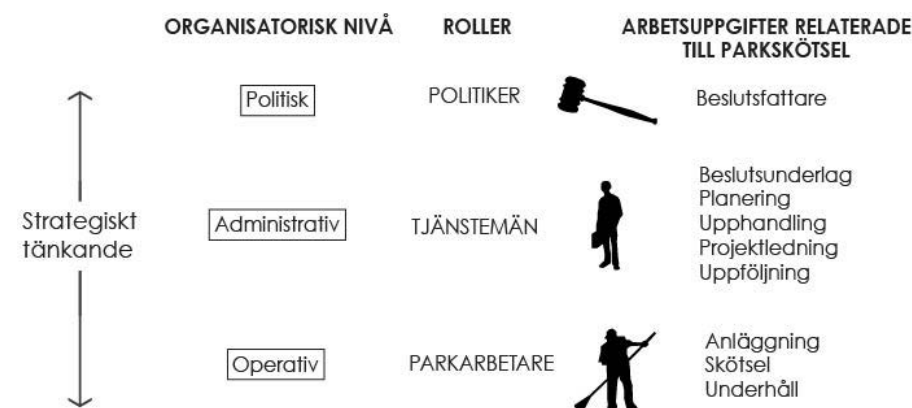 ORGANISATORISK NIVÅ
ROLLER
ARBETSUPPGIFTER RELATERADE
TILL PARKSKÖTSEL
Strategiskt
tänkande
Politisk
POLITIKER
Beslutsfattare
Administrativ
TJÄNSTEMÄN
Beslutsunderlag
Planering
Upphandling
Projektledning
Uppföljning
Operativ
PARKARBETARE
Anläggning
Skötsel
Underhåll